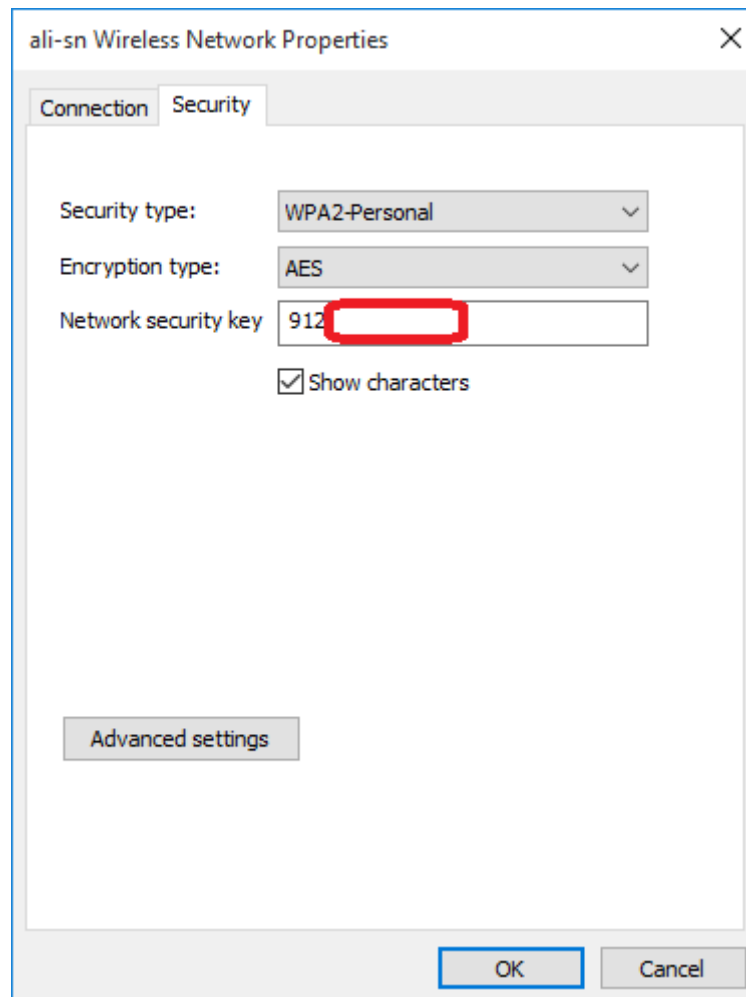 ali-sn Wireless Network Properties
Connection Security
Security type: WPA2-Personal
Encryption type: AES
Network security key 912
Show characters
Advanced settings
OK Cancel